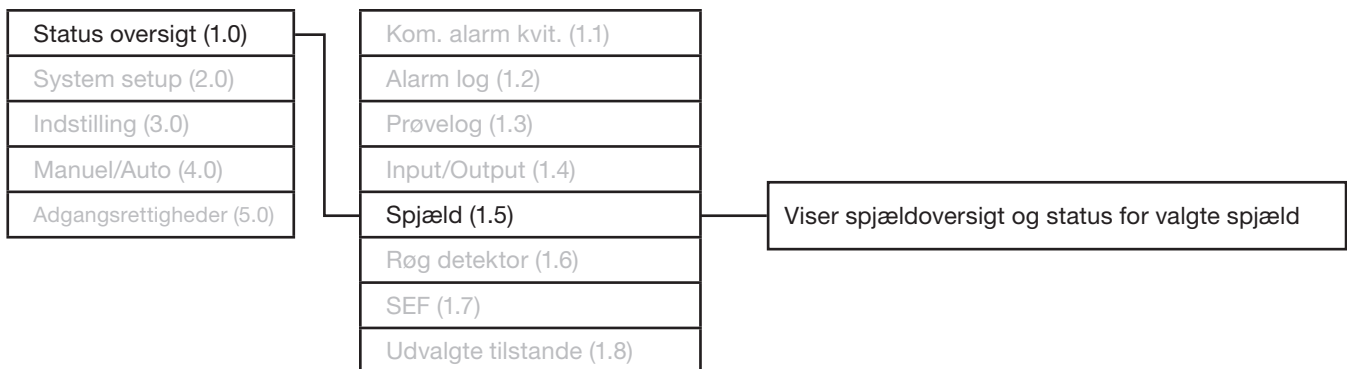 Status oversigt (1.0)
System setup (2.0)
Indstilling (3.0)
Manuel/Auto (4.0)
Adgangsrettigheder (5.0)
Kom. alarm kvit. (1.1)
Alarm log (1.2)
Prøvelog (1.3)
Input/Output (1.4)
Spjæld (1.5)
Røg detektor (1.6)
SEF (1.7)
Udvalgte tilstande (1.8)
Viser spjældoversigt og status for valgte spjæld